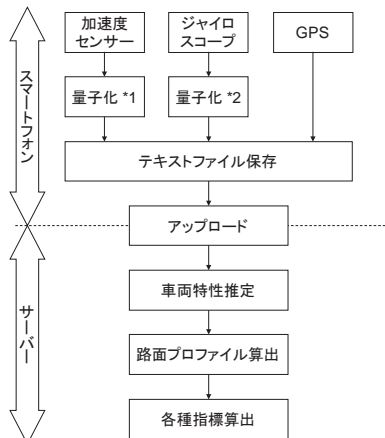 加速度
センサー
ジャイロ
スコープ
GPS
量子化 *1
量子化 *2
テキストファイル保存
アップロード
車両特性推定
路面プロファイル算出
各種指標算出
スマートフォン
サーバー